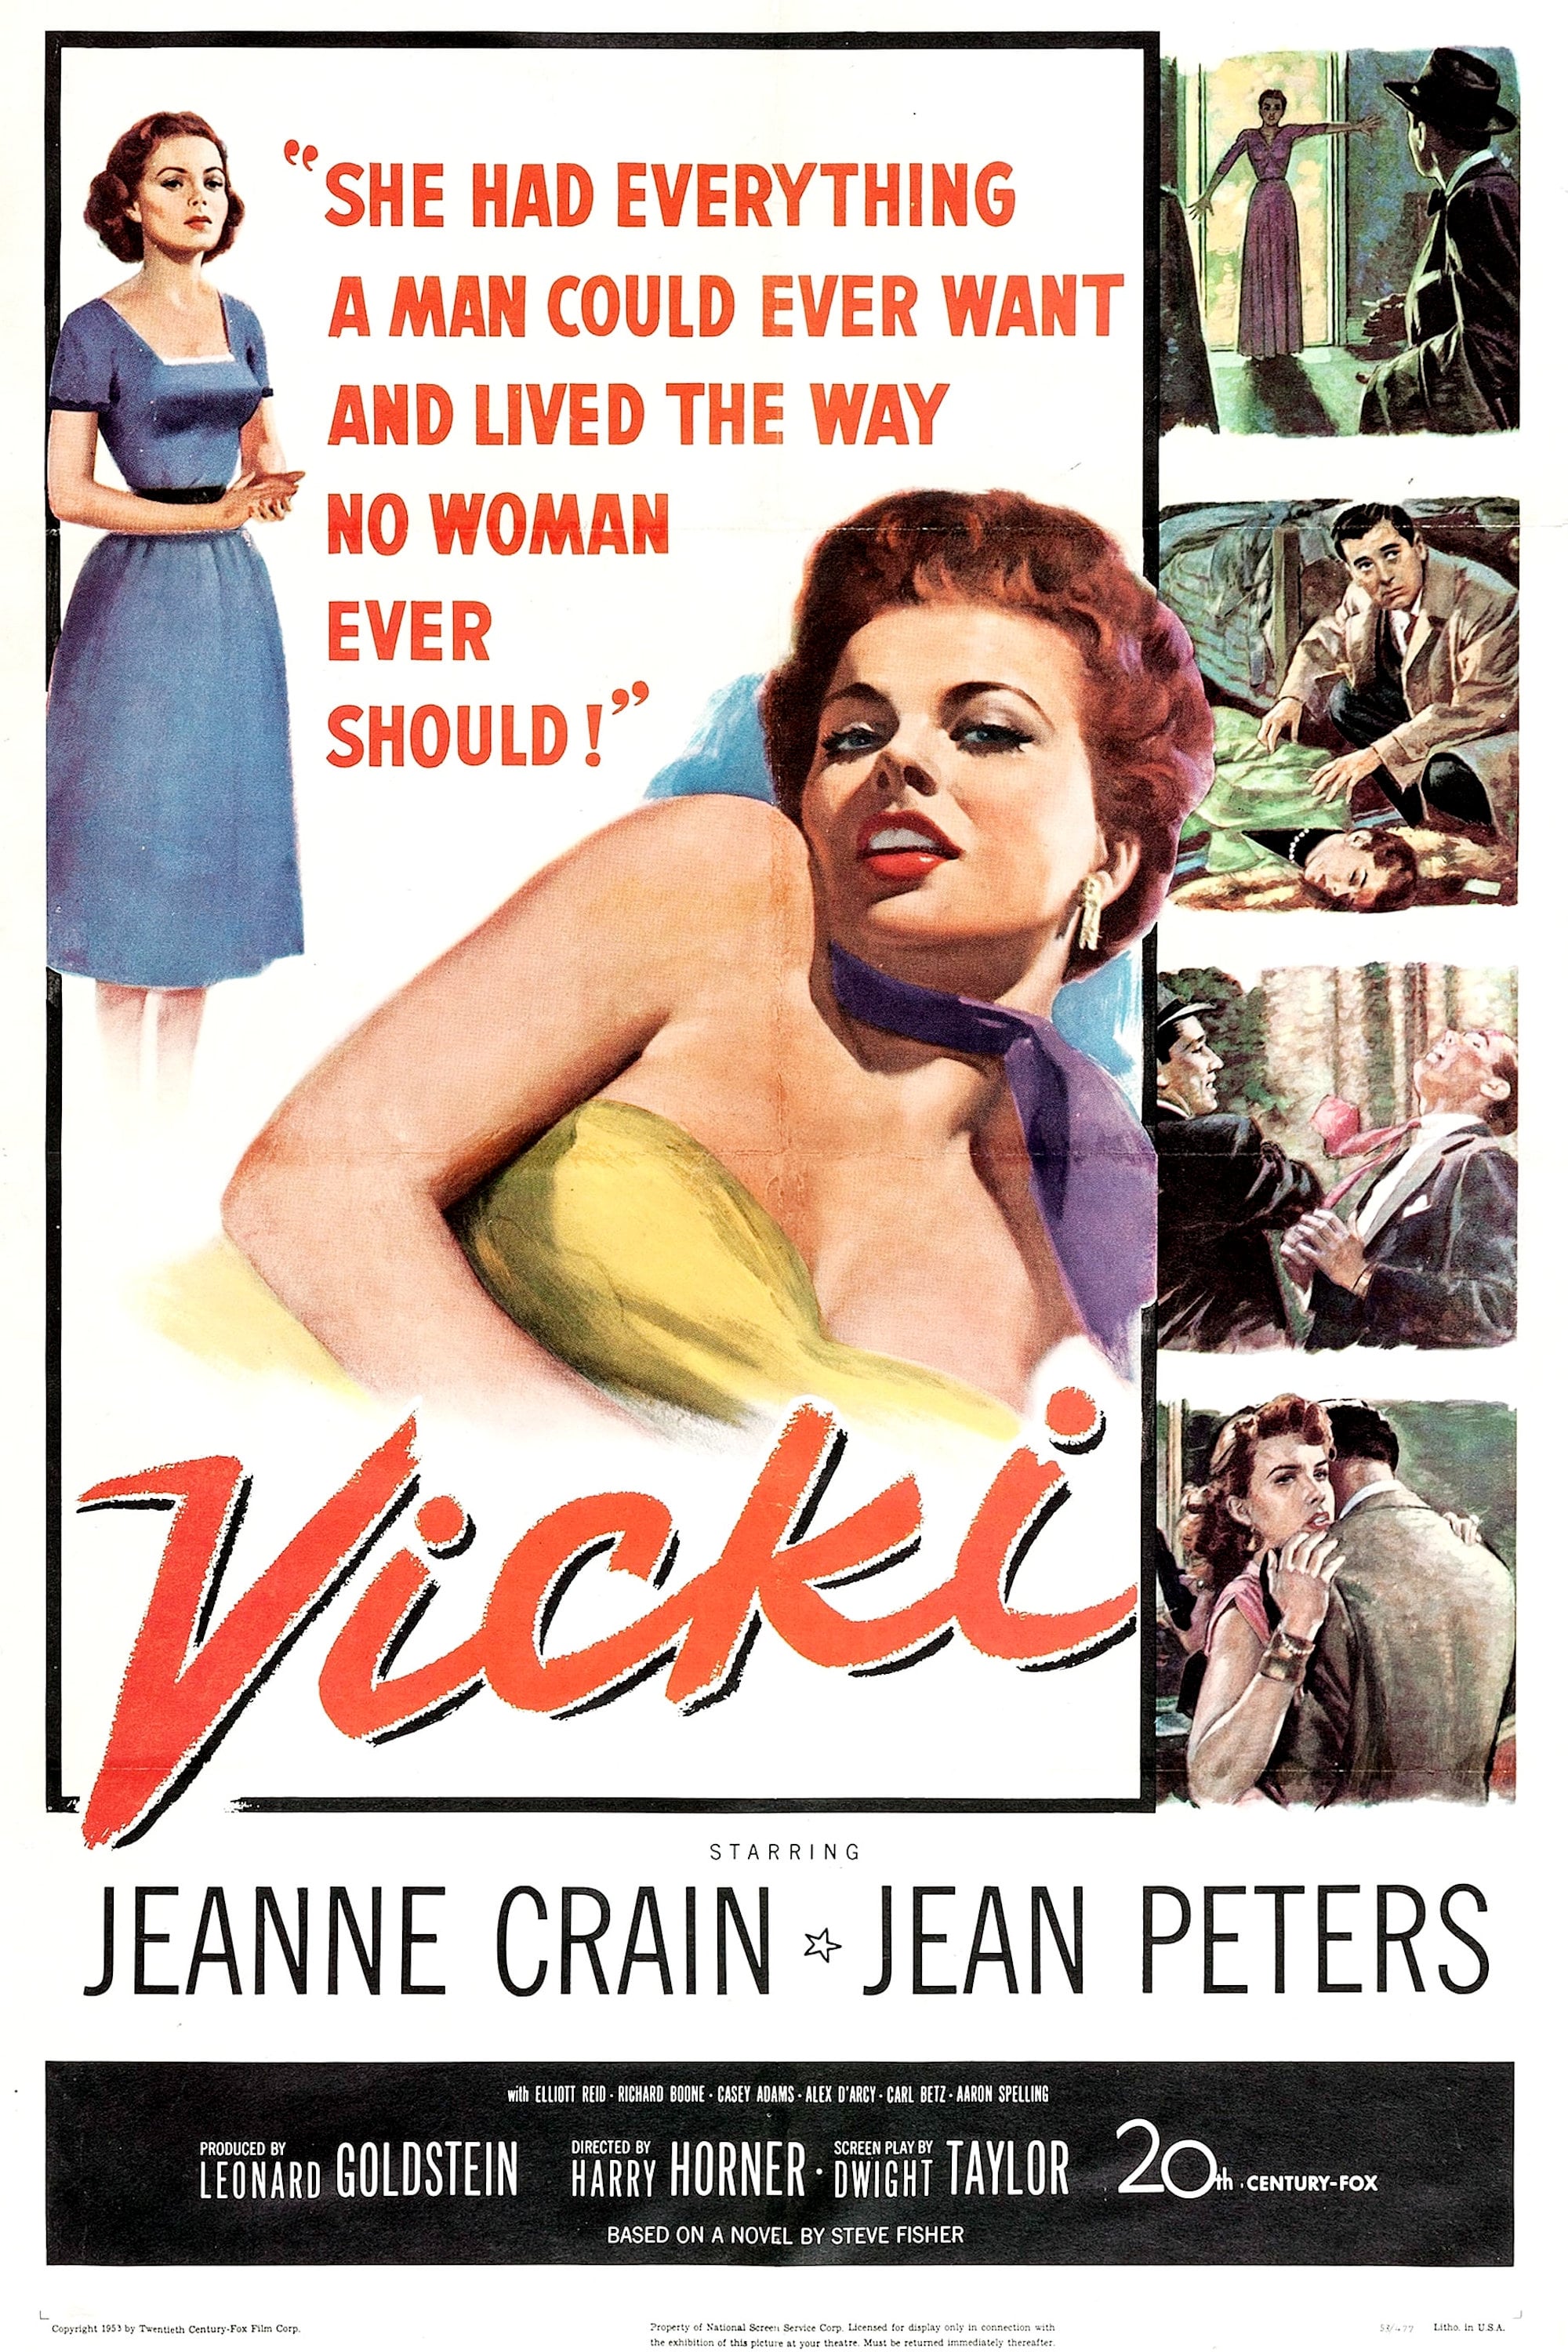 “SHE HAD EVERYTHING
A MAN COULD EVER WANT
AND LIVED THE WAY
NO WOMAN
EVER
SHOULD!”
Vicki
STARRING
JEANNE CRAIN ☆ JEAN PETERS
with ELLIOTT REID · RICHARD BOONE · CASEY ADAMS · ALEX D'ARCY · CARL BETZ · AARON SPELLING
PRODUCED BY LEONARD GOLDSTEIN DIRECTED BY HARRY HORNER · SCREEN PLAY BY DWIGHT TAYLOR 20th CENTURY-FOX
BASED ON A NOVEL BY STEVE FISHER
Copyright 1953 by Twentieth Century-Fox Film Corp.
Property of National Screen Service Corp. Licensed for display only in connection with
the exhibition of this picture at your theatre. Must be returned immediately thereafter.
Litho. in U.S.A.